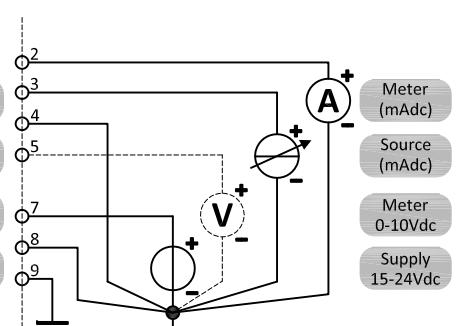 2
3
4
5
7
8
9
+
A
−
+
−
+
V
−
+
−
Meter
(mAdc)
Source
(mAdc)
Meter
0-10Vdc
Supply
15-24Vdc